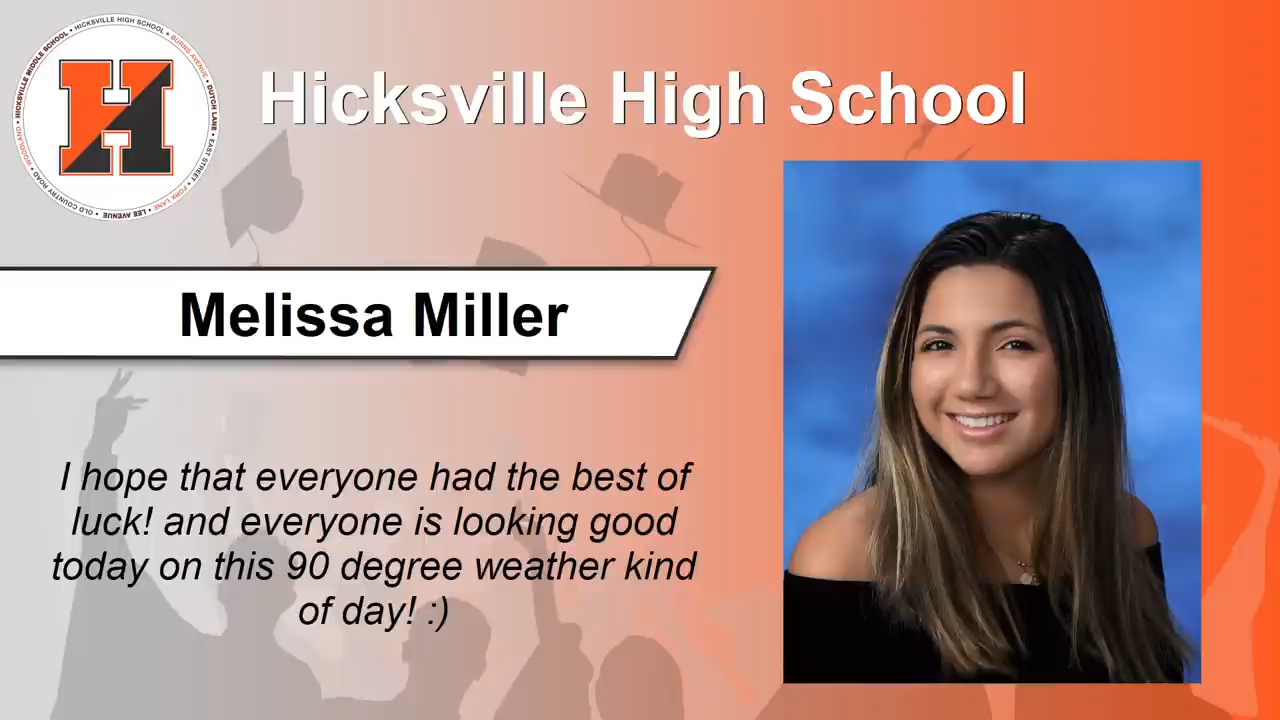 HICKSVILLE MIDDLE SCHOOL • HICKSVILLE HIGH SCHOOL • BURNS AVENUE • DUTCH LANE • EAST STREET • FORK LANE • LEE AVENUE • OLD COUNTRY ROAD • WOODLAND •
H
Hicksville High School
Melissa Miller
I hope that everyone had the best of
luck! and everyone is looking good
today on this 90 degree weather kind
of day! :)